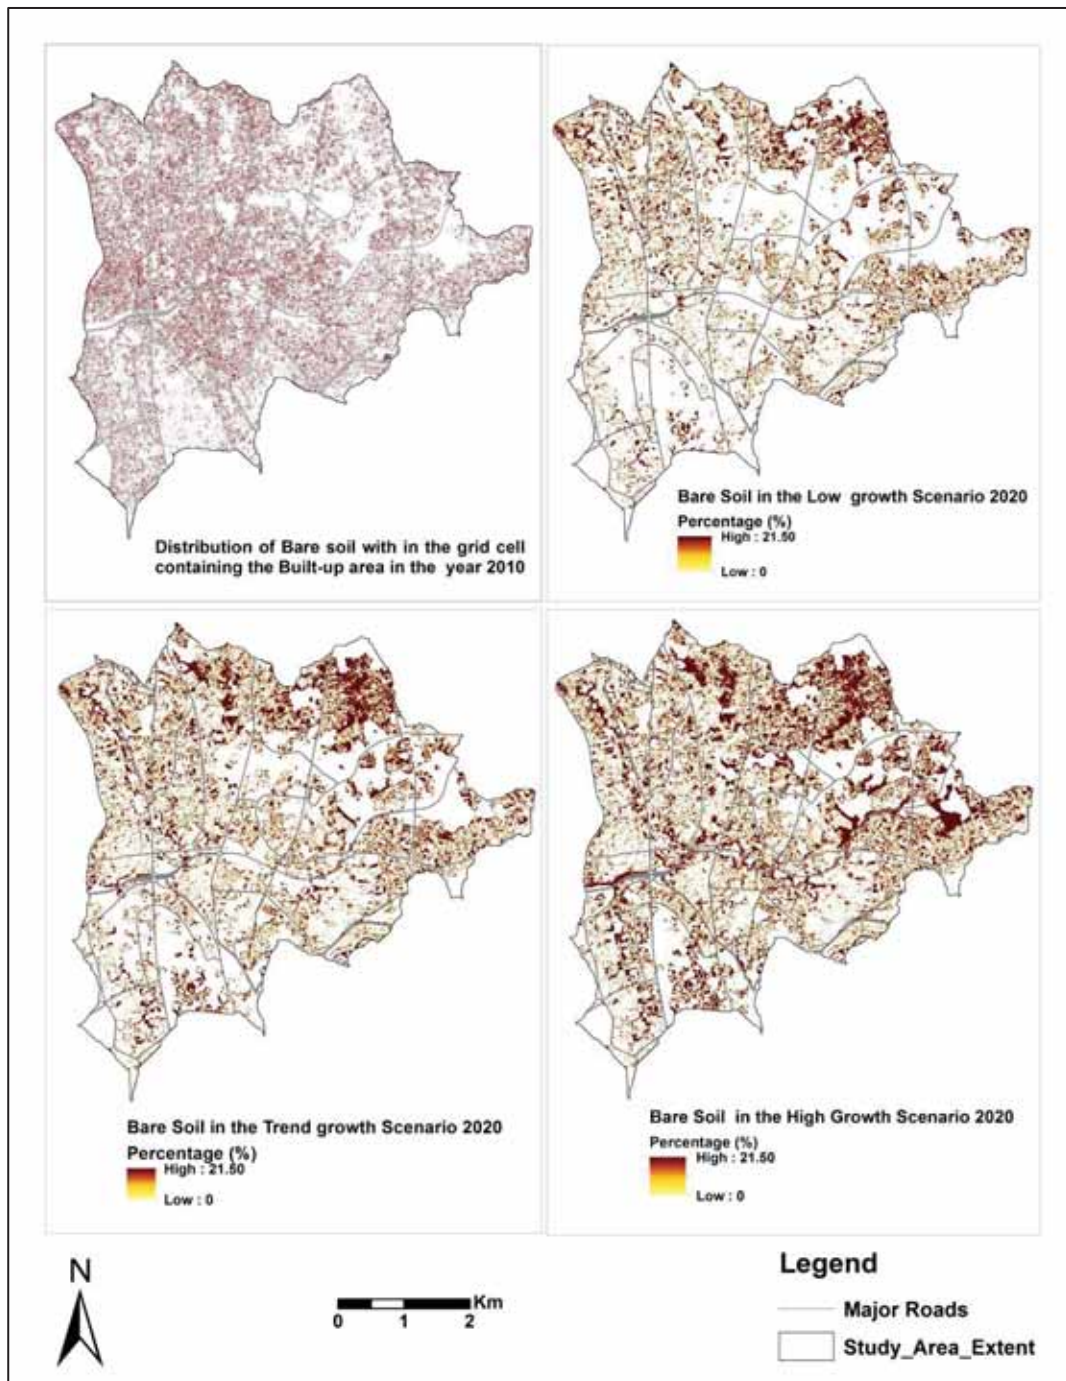 Distribution of Bare soil with in the grid cell
containing the Built-up area in the year 2010
Bare Soil in the Low growth Scenario 2020
Percentage (%)
High : 21.50
Low : 0
Bare Soil in the Trend growth Scenario 2020
Percentage (%)
High : 21.50
Low : 0
Bare Soil in the High Growth Scenario 2020
Percentage (%)
High : 21.50
Low : 0
N
Km
0 1 2
Legend
Major Roads
Study_Area_Extent